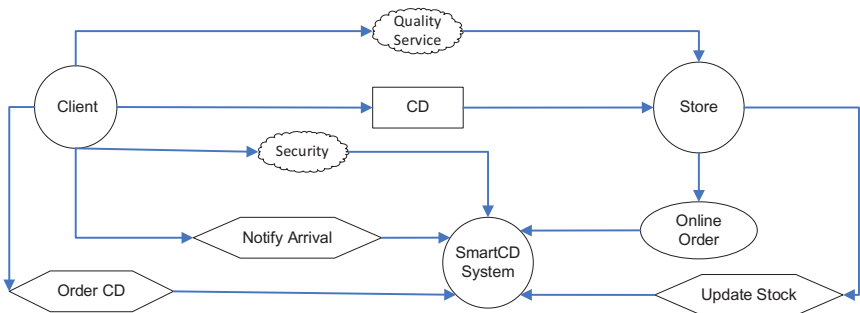 Quality
Service
Client
CD
Store
Security
Online
Order
Notify Arrival
SmartCD
System
Order CD
Update Stock